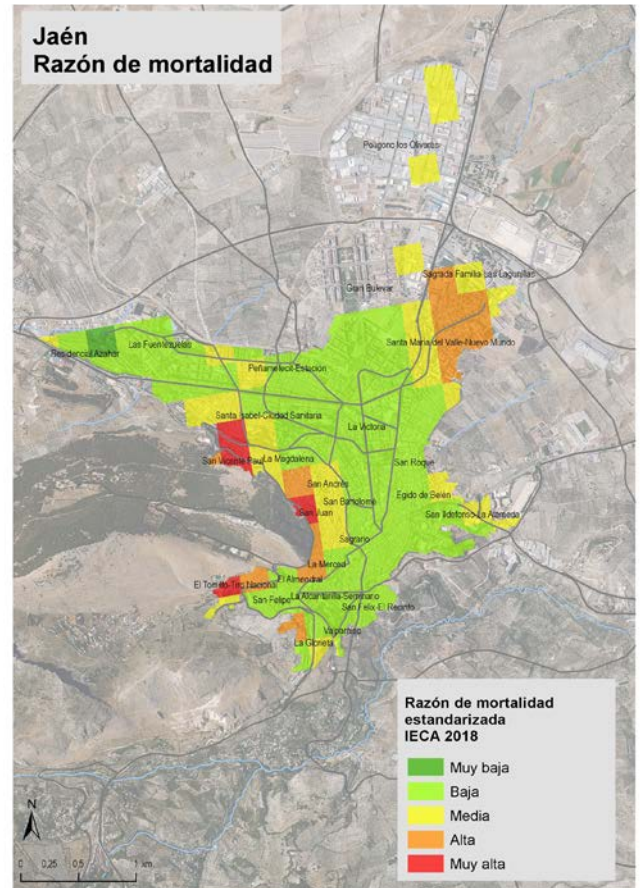 Jaén
Razón de mortalidad
Polígono los Olivares
Sagrada Familia-Las Lagunillas
Gran Bulevar
Santa María del Valle-Nuevo Mundo
Las Fuentezuelas
Residencial Azahar
Peñamefecit-Estación
Santa Isabel-Ciudad Sanitaria
La Victoria
San Vicente Paul
La Magdalena
San Roque
San Andrés
Egido de Belén
San Bartolomé
San Juan
San Ildefonso-La Alameda
Sagrario
La Merced
El Tomillo-Tiro Nacional
El Almendral
La Alcantarilla-Seminario
San Felipe
San Félix-El Recinto
Valparaíso
La Glorieta
Razón de mortalidad
estandarizada
IECA 2018
Muy baja
Baja
Media
Alta
Muy alta
N
0 0,25 0,5 1 km